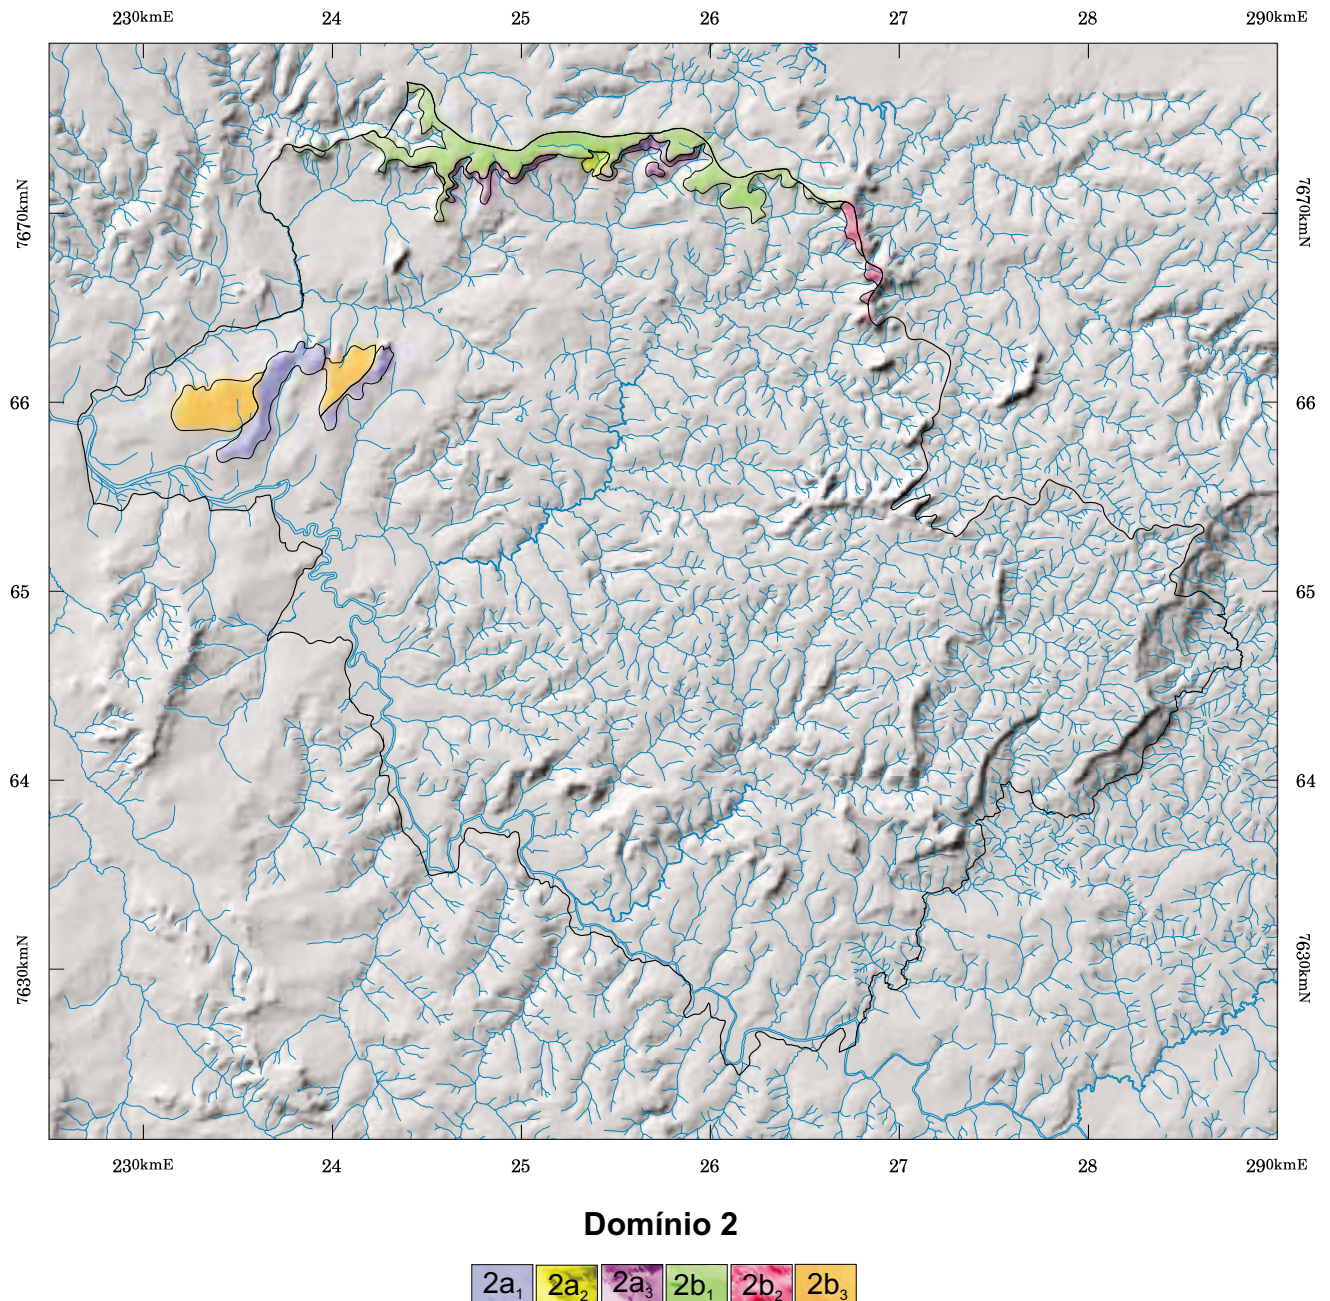 230kmE 24 25 26 27 28 290kmE
7670kmN 7670kmN
66 66
65 65
64 64
7630kmN 7630kmN
230kmE 24 25 26 27 28 290kmE
Domínio 2
2a₁ 2a₂ 2a₃ 2b₁ 2b₂ 2b₃